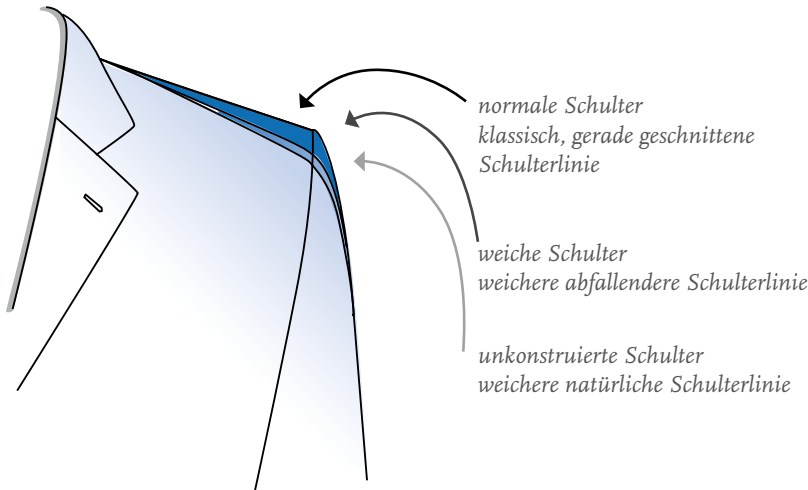 normale Schulter
klassisch, gerade geschnittene
Schulterlinie
weiche Schulter
weichere abfallendere Schulterlinie
unkonstruierte Schulter
weichere natürliche Schulterlinie